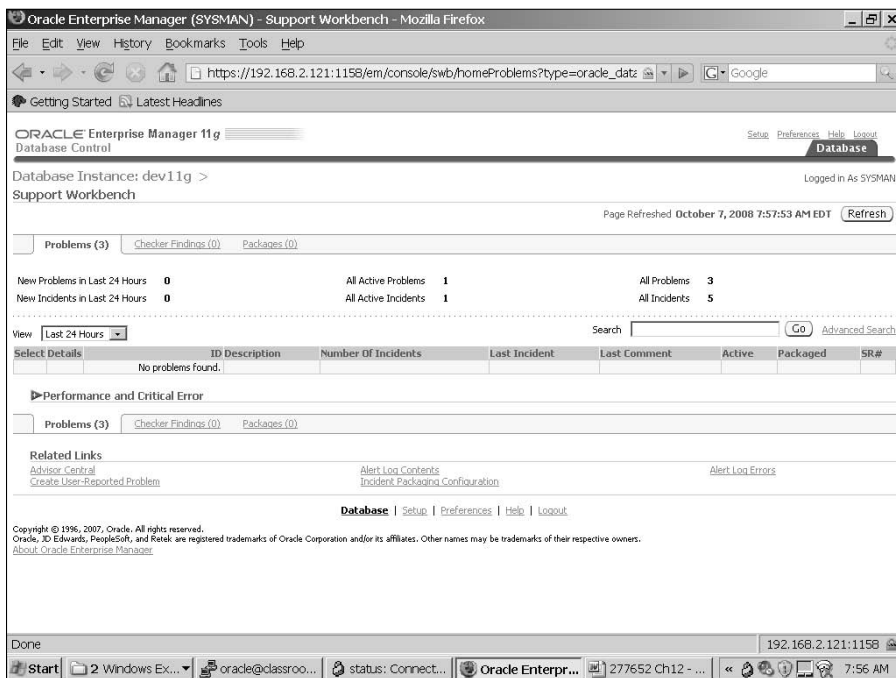 Oracle Enterprise Manager (SYSMAN) - Support Workbench - Mozilla Firefox
File Edit View History Bookmarks Tools Help
https://192.168.2.121:1158/em/console/swb/homeProblems?type=oracle_data
Google
Getting Started Latest Headlines
ORACLE Enterprise Manager 11g
Database Control
Setup Preferences Help Logout
Database
Database Instance: dev11g >
Logged in As SYSMAN
Support Workbench
Page Refreshed October 7, 2008 7:57:53 AM EDT Refresh
Problems (3) Checker Findings (0) Packages (0)
New Problems in Last 24 Hours 0 All Active Problems 1 All Problems 3
New Incidents in Last 24 Hours 0 All Active Incidents 1 All Incidents 5
View Last 24 Hours Search Go Advanced Search
Select Details ID Description Number Of Incidents Last Incident Last Comment Active Packaged SR#
No problems found.
Performance and Critical Error
Problems (3) Checker Findings (0) Packages (0)
Related Links
Advisor Central Alert Log Contents Alert Log Errors
Create User-Reported Problem Incident Packaging Configuration
Database | Setup | Preferences | Help | Logout
Copyright © 1996, 2007, Oracle. All rights reserved.
Oracle, JD Edwards, PeopleSoft, and Retek are registered trademarks of Oracle Corporation and/or its affiliates. Other names may be trademarks of their respective owners.
About Oracle Enterprise Manager
Done 192.168.2.121:1158
Start 2 Windows Ex... oracle@classroo... status: Connect... Oracle Enterpr... 277652 Ch12 - ... « 7:56 AM